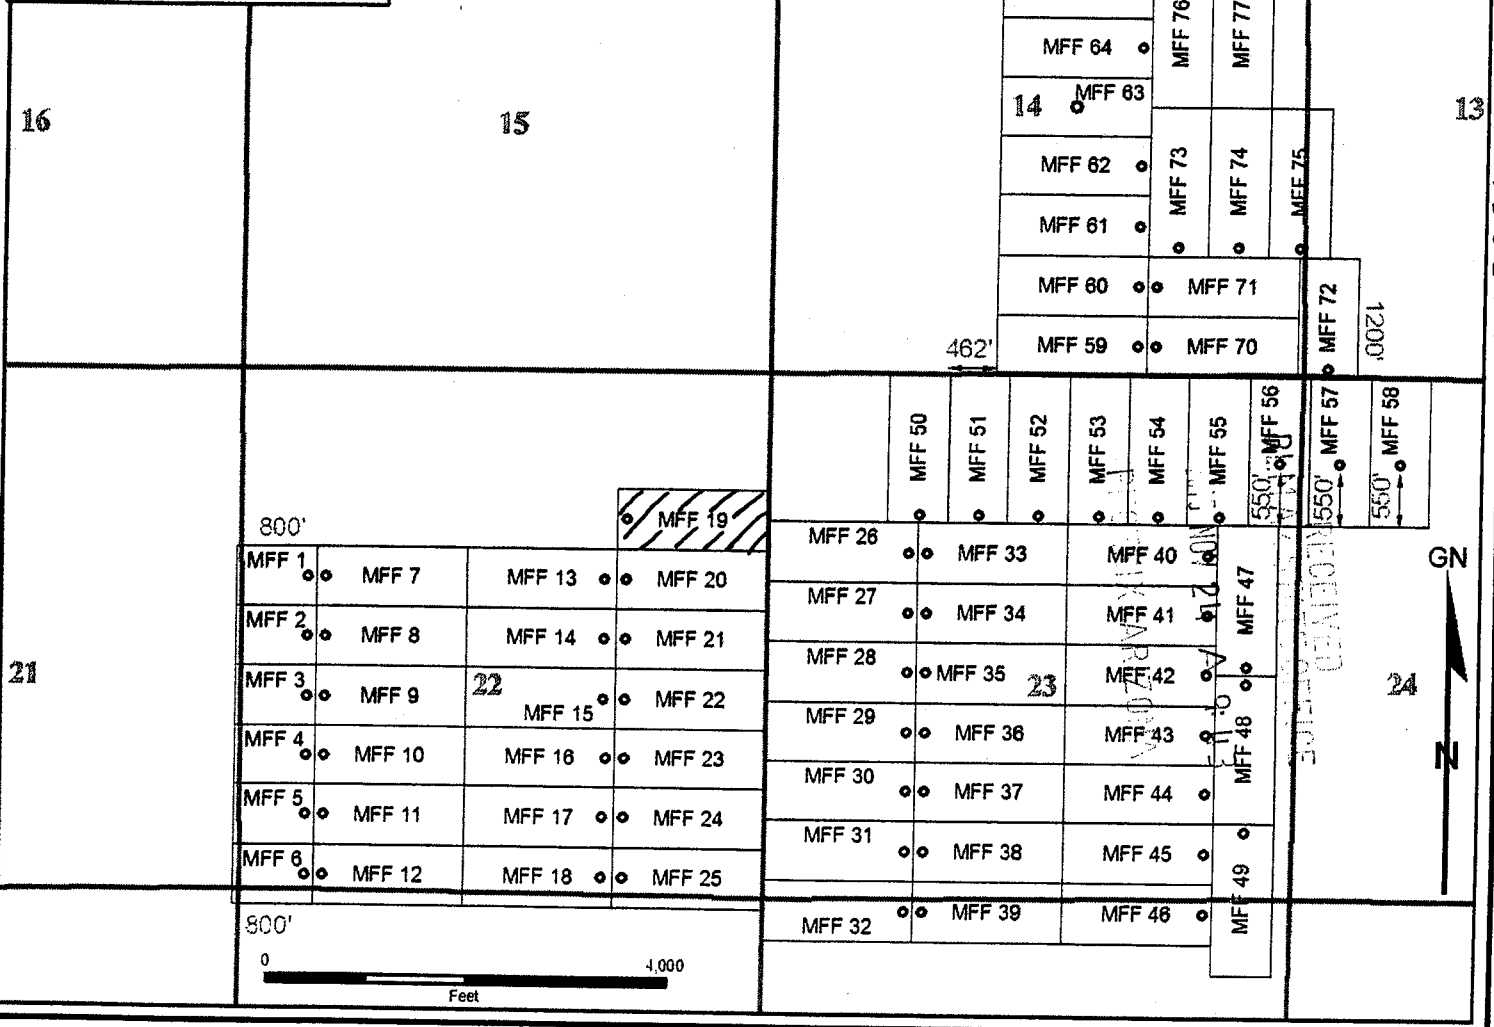 MFF 76
MFF 77
MFF 64
MFF 63
16
15
14
13
MFF 62
MFF 73
MFF 74
MFF 75
MFF 61
MFF 60
MFF 71
MFF 72
1200'
462'
MFF 59
MFF 70
MFF 50
MFF 51
MFF 52
MFF 53
MFF 54
MFF 55
MFF 56
MFF 57
MFF 58
550'
550'
550'
800'
MFF 19
MFF 26
MFF 33
MFF 40
MFF 47
GN
MFF 1
MFF 7
MFF 13
MFF 20
MFF 27
MFF 34
MFF 41
MFF 2
MFF 8
MFF 14
MFF 21
MFF 28
MFF 35
MFF 42
21
22
23
24
MFF 3
MFF 9
MFF 15
MFF 22
MFF 29
MFF 36
MFF 43
MFF 48
N
MFF 4
MFF 10
MFF 16
MFF 23
MFF 30
MFF 37
MFF 44
MFF 5
MFF 11
MFF 17
MFF 24
MFF 31
MFF 38
MFF 45
MFF 49
MFF 6
MFF 12
MFF 18
MFF 25
MFF 32
MFF 39
MFF 46
800'
0
4,000
Feet
RECEIVED